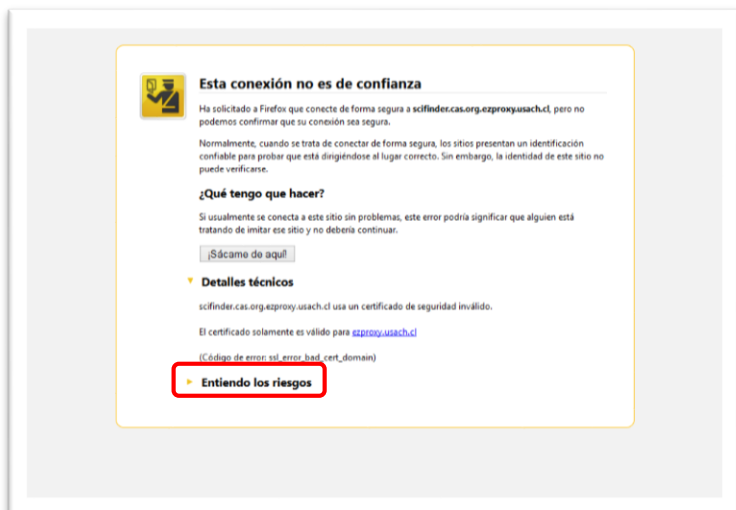 Esta conexión no es de confianza
Ha solicitado a Firefox que conecte de forma segura a scifinder.cas.org.ezproxy.usach.cl, pero no
podemos confirmar que su conexión sea segura.
Normalmente, cuando se trata de conectar de forma segura, los sitios presentan un identificación
confiable para probar que está dirigiéndose al lugar correcto. Sin embargo, la identidad de este sitio no
puede verificarse.
¿Qué tengo que hacer?
Si usualmente se conecta a este sitio sin problemas, este error podría significar que alguien está
tratando de imitar ese sitio y no debería continuar.
¡Sácame de aquí!
Detalles técnicos
scifinder.cas.org.ezproxy.usach.cl usa un certificado de seguridad inválido.
El certificado solamente es válido para ezproxy.usach.cl
(Código de error: ssl_error_bad_cert_domain)
Entiendo los riesgos